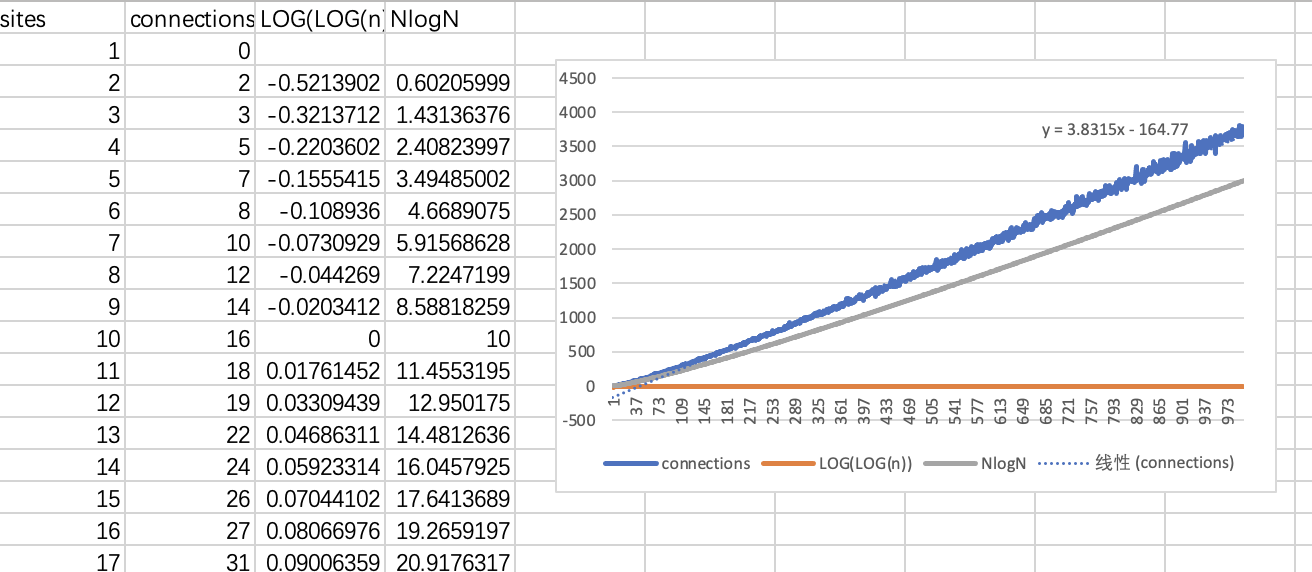 sites connections LOG(LOG(n) NlogN
1 0
2 2 -0.5213902 0.60205999
3 3 -0.3213712 1.43136376
4 5 -0.2203602 2.40823997
5 7 -0.1555415 3.49485002
6 8 -0.108936 4.6689075
7 10 -0.0730929 5.91568628
8 12 -0.044269 7.2247199
9 14 -0.0203412 8.58818259
10 16 0 10
11 18 0.01761452 11.4553195
12 19 0.03309439 12.950175
13 22 0.04686311 14.4812636
14 24 0.05923314 16.0457925
15 26 0.07044102 17.6413689
16 27 0.08066976 19.2659197
17 31 0.09006359 20.9176317
4500
4000
y = 3.8315x - 164.77
3500
3000
2500
2000
1500
1000
500
0
-500
1 37 73 109 145 181 217 253 289 325 361 397 433 469 505 541 577 613 649 685 721 757 793 829 865 901 937 973
connections LOG(LOG(n)) NlogN 线性 (connections)